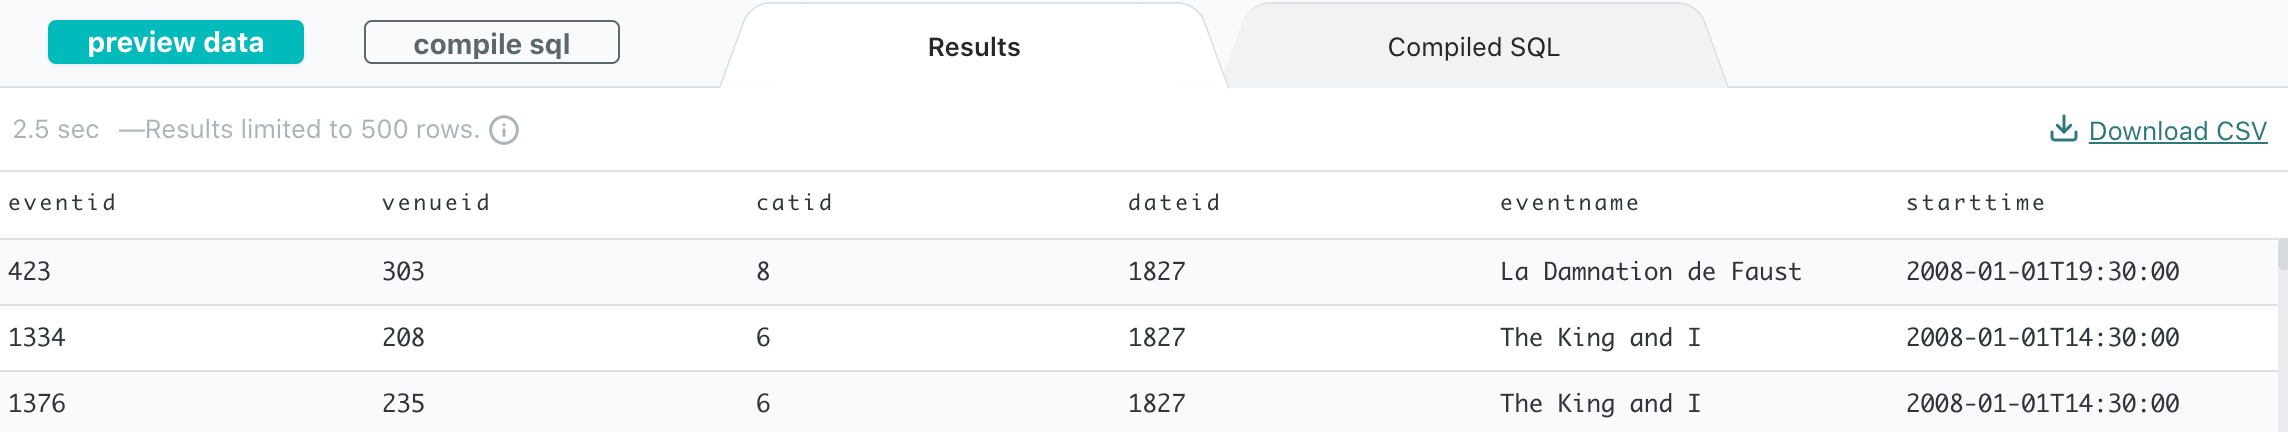 preview data compile sql Results Compiled SQL
2.5 sec —Results limited to 500 rows. Download CSV
eventid venueid catid dateid eventname starttime
423 303 8 1827 La Damnation de Faust 2008-01-01T19:30:00
1334 208 6 1827 The King and I 2008-01-01T14:30:00
1376 235 6 1827 The King and I 2008-01-01T14:30:00